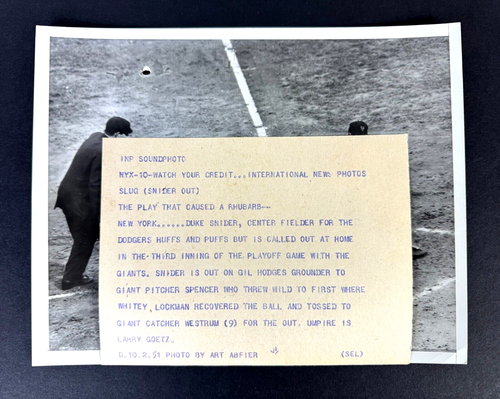 INP SOUNDPHOTO
NYX-10-WATCH YOUR CREDIT...INTERNATIONAL NEWS PHOTOS
SLUG (SNIDER OUT)
THE PLAY THAT CAUSED A RHUBARB--
NEW YORK......DUKE SNIDER, CENTER FIELDER FOR THE
DODGERS HUFFS AND PUFFS BUT IS CALLED OUT AT HOME
IN THE THIRD INNING OF THE PLAYOFF GAME WITH THE
GIANTS. SNIDER IS OUT ON GIL HODGES GROUNDER TO
GIANT PITCHER SPENCER WHO THREW WILD TO FIRST WHERE
WHITEY LOCKMAN RECOVERED THE BALL AND TOSSED TO
GIANT CATCHER WESTRUM (9) FOR THE OUT. UMPIRE IS
LARRY GOETZ.
D.10.2.51 PHOTO BY ART ABFIER (SEL)